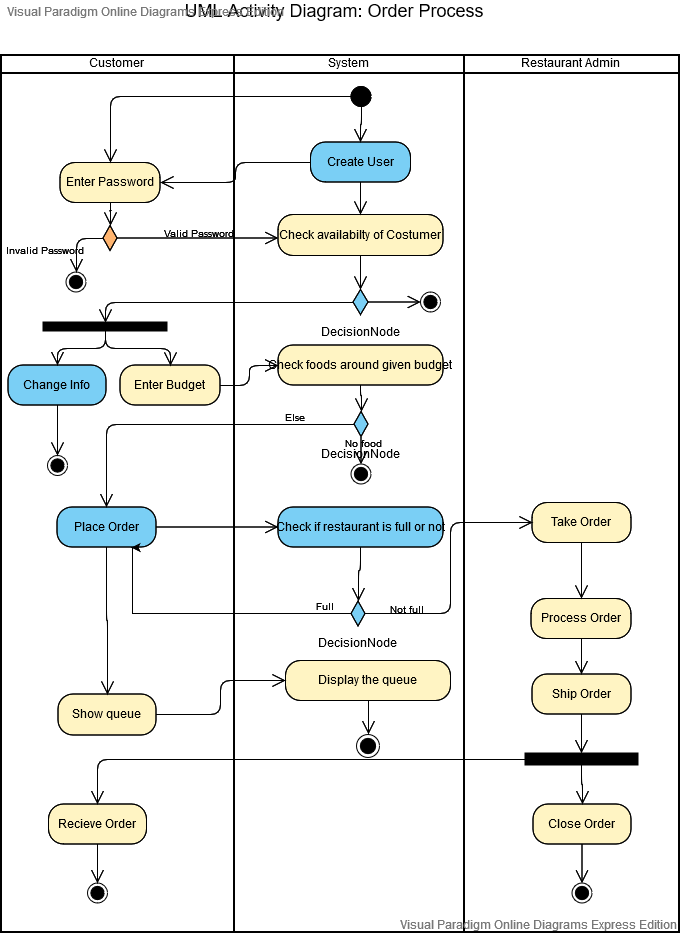 Visual Paradigm Online Diagrams Express Edition
UML Activity Diagram: Order Process
Customer
System
Restaurant Admin
Create User
Enter Password
Valid Password
Check availabilty of Costumer
Invalid Password
DecisionNode
Check foods around given budget
Change Info
Enter Budget
Else
No food
DecisionNode
Place Order
Check if restaurant is full or not
Take Order
Full
Not full
Process Order
DecisionNode
Display the queue
Ship Order
Show queue
Recieve Order
Close Order
Visual Paradigm Online Diagrams Express Edition